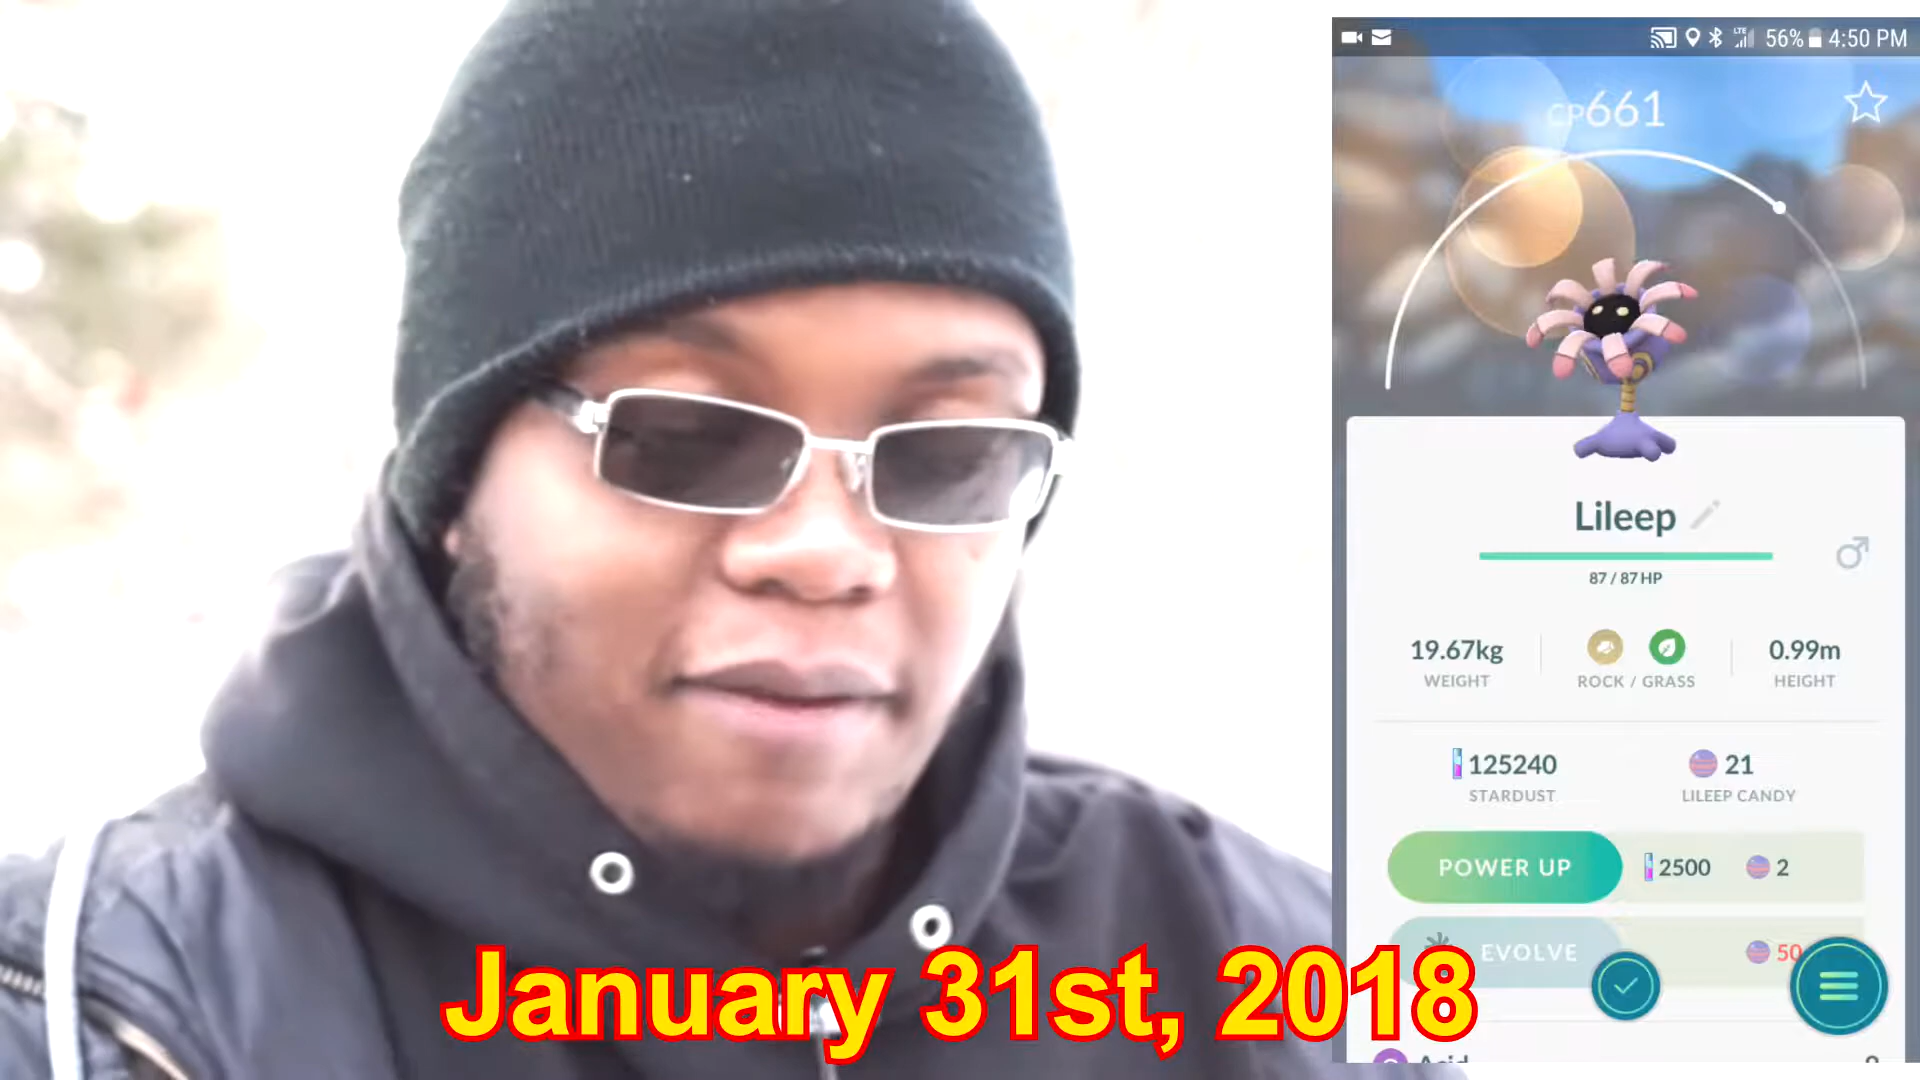 56% 4:50 PM
CP661
Lileep
87 / 87 HP
19.67kg
WEIGHT
ROCK / GRASS
0.99m
HEIGHT
125240
STARDUST
21
LILEEP CANDY
POWER UP 2500 2
EVOLVE 50
January 31st, 2018